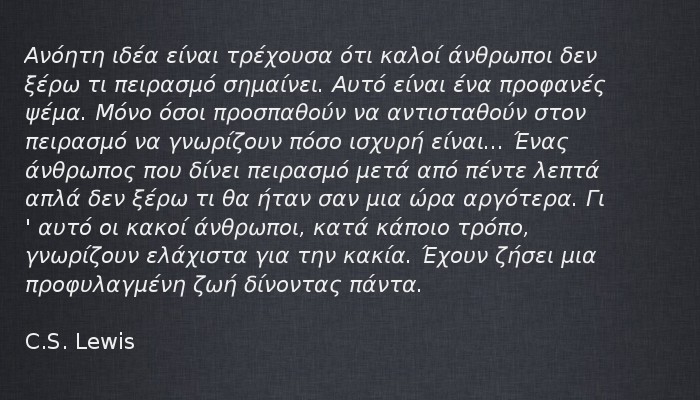 Ανόητη ιδέα είναι τρέχουσα ότι καλοί άνθρωποι δεν
ξέρω τι πειρασμό σημαίνει. Αυτό είναι ένα προφανές
ψέμα. Μόνο όσοι προσπαθούν να αντισταθούν στον
πειρασμό να γνωρίζουν πόσο ισχυρή είναι... Ένας
άνθρωπος που δίνει πειρασμό μετά από πέντε λεπτά
απλά δεν ξέρω τι θα ήταν σαν μια ώρα αργότερα. Γι
' αυτό οι κακοί άνθρωποι, κατά κάποιο τρόπο,
γνωρίζουν ελάχιστα για την κακία. Έχουν ζήσει μια
προφυλαγμένη ζωή δίνοντας πάντα.
C.S. Lewis